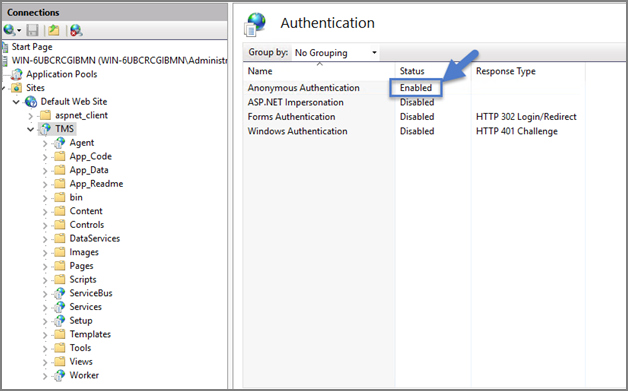 Connections
Start Page
WIN-6UBCRCGIBMN (WIN-6UBCRCGIBMN\Administr
Application Pools
Sites
Default Web Site
aspnet_client
TMS
Agent
App_Code
App_Data
App_Readme
bin
Content
Controls
DataServices
Images
Pages
Scripts
ServiceBus
Services
Setup
Templates
Tools
Views
Worker
Authentication
Group by: No Grouping
Name Status Response Type
Anonymous Authentication Enabled
ASP.NET Impersonation Disabled
Forms Authentication Disabled HTTP 302 Login/Redirect
Windows Authentication Disabled HTTP 401 Challenge